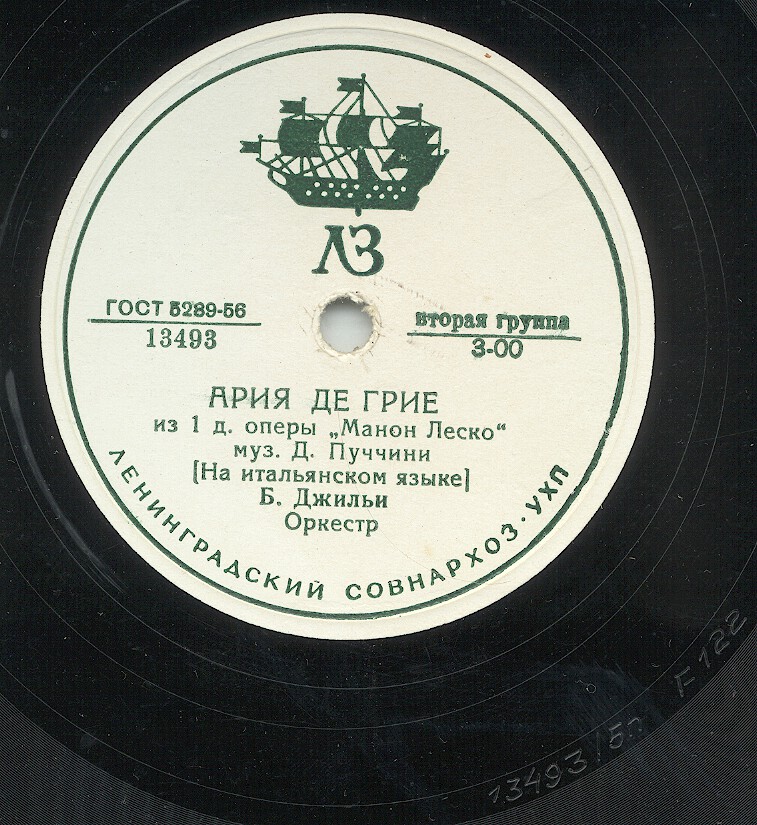 ЛЗ
ГОСТ 5289-56
13493
вторая группа
3-00
АРИЯ ДЕ ГРИЕ
из 1 д. оперы „Манон Леско“
муз. Д. Пуччини
[На итальянском языке]
Б. Джильи
Оркестр
ЛЕНИНГРАДСКИЙ СОВНАРХОЗ · УХП
13493/5п F122